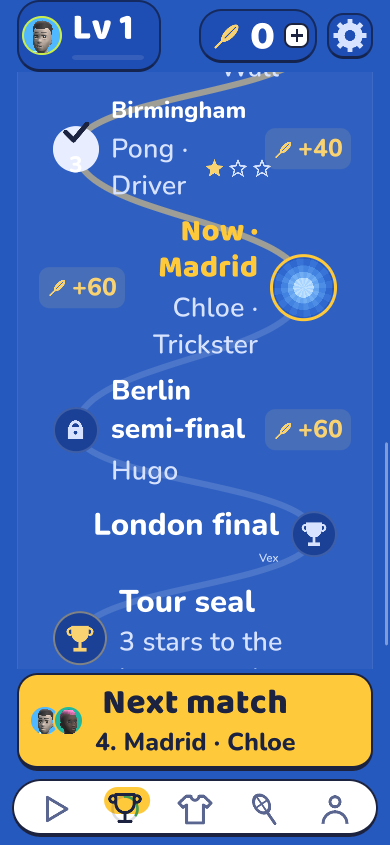 Lv 1
0
Birmingham
Pong ·
Driver
+40
3
Now ·
Madrid
+60
Chloe ·
Trickster
Berlin
semi-final
+60
Hugo
London final
Vex
Tour seal
3 stars to the
Next match
4. Madrid · Chloe